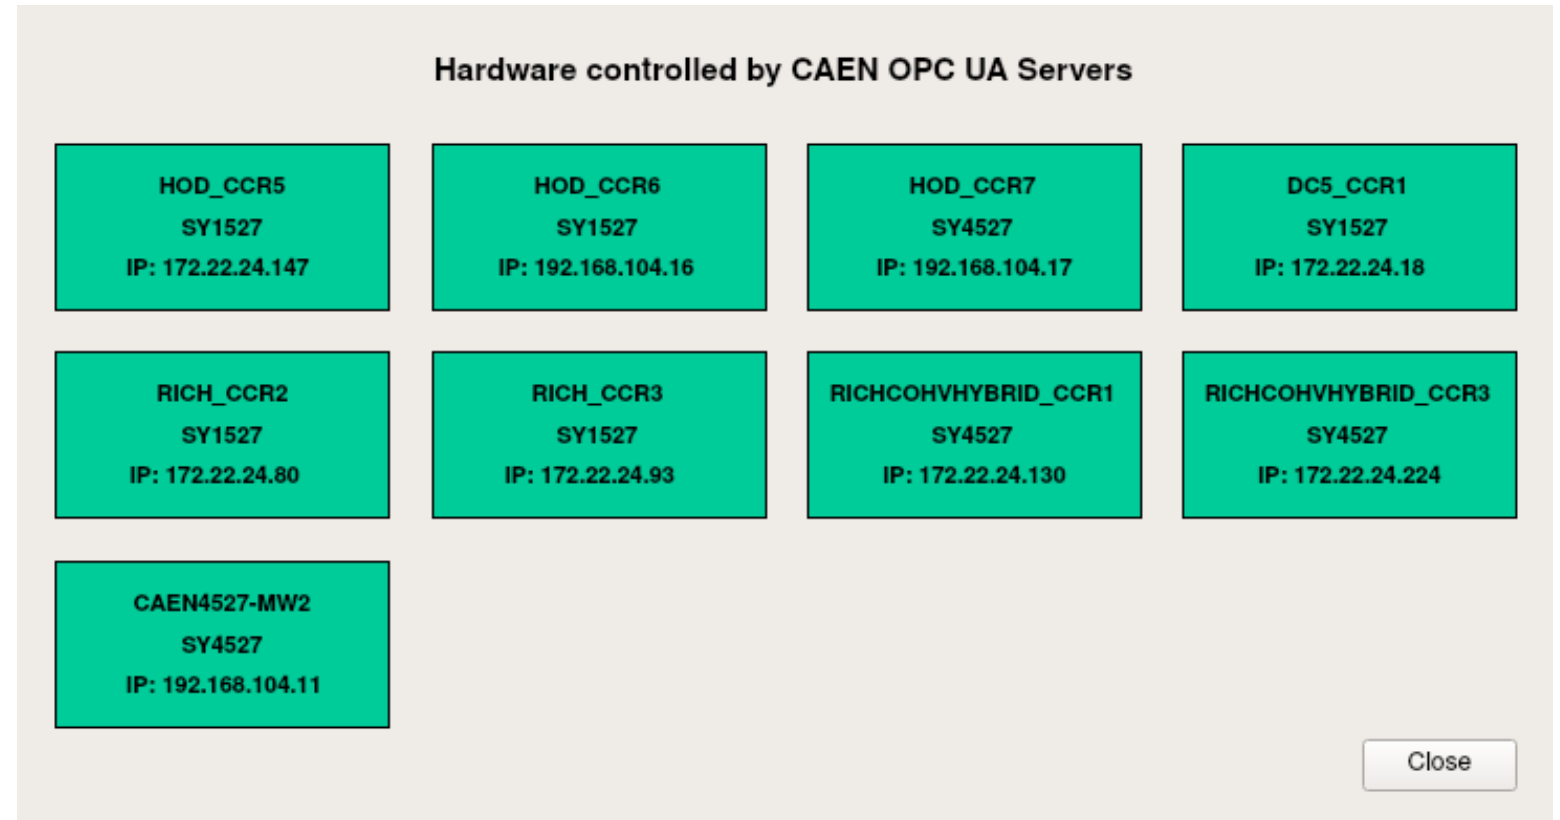 Hardware controlled by CAEN OPC UA Servers
HOD_CCR5
SY1527
IP: 172.22.24.147
HOD_CCR6
SY1527
IP: 192.168.104.16
HOD_CCR7
SY4527
IP: 192.168.104.17
DC5_CCR1
SY1527
IP: 172.22.24.18
RICH_CCR2
SY1527
IP: 172.22.24.80
RICH_CCR3
SY1527
IP: 172.22.24.93
RICHCOHVHYBRID_CCR1
SY4527
IP: 172.22.24.130
RICHCOHVHYBRID_CCR3
SY4527
IP: 172.22.24.224
CAEN4527-MW2
SY4527
IP: 192.168.104.11
Close